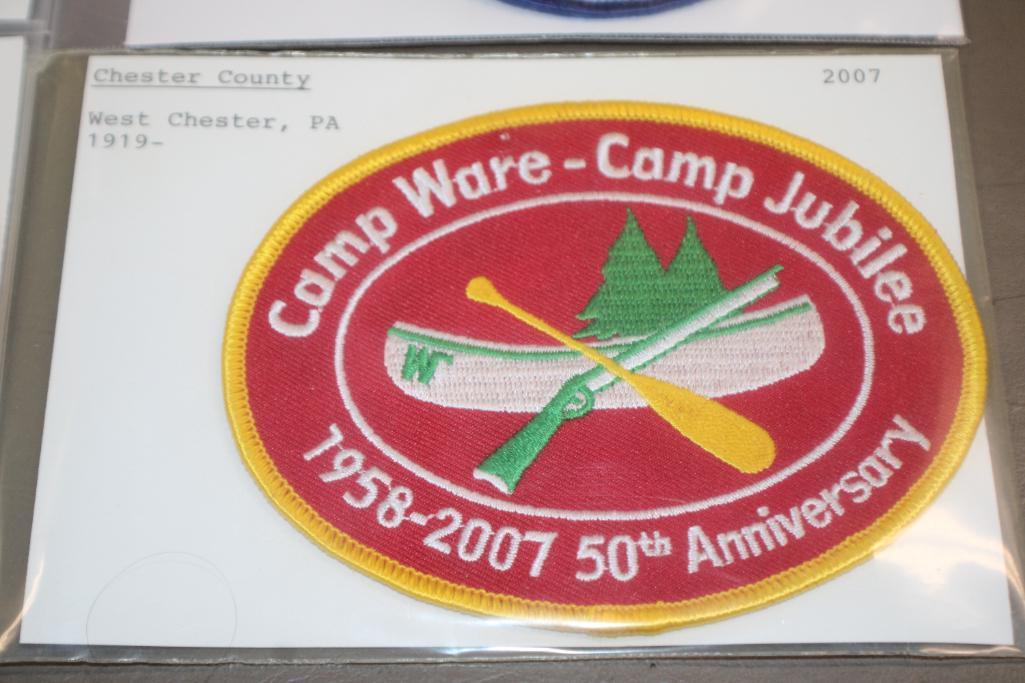 Chester County
2007
West Chester, PA
1919-
Camp Ware - Camp Jubilee
W
1958-2007 50th Anniversary